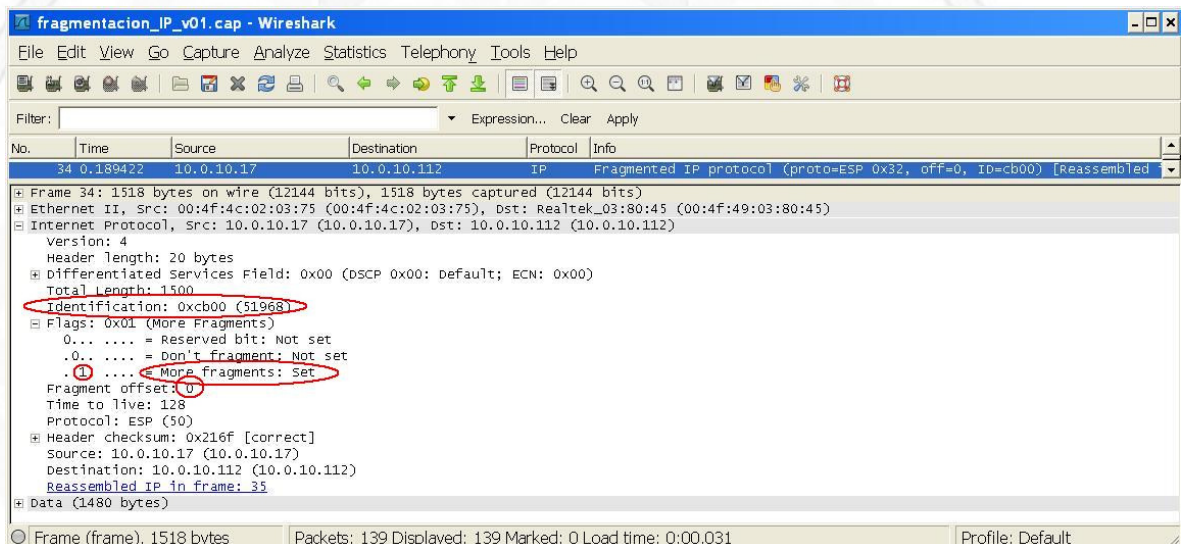 fragmentacion_IP_v01.cap - Wireshark
File Edit View Go Capture Analyze Statistics Telephony Tools Help
Filter: Expression... Clear Apply
No. Time Source Destination Protocol Info
34 0.189422 10.0.10.17 10.0.10.112 IP Fragmented IP protocol (proto=ESP 0x32, off=0, ID=cb00) [Reassembled
Frame 34: 1518 bytes on wire (12144 bits), 1518 bytes captured (12144 bits)
Ethernet II, Src: 00:4f:4c:02:03:75 (00:4f:4c:02:03:75), Dst: Realtek_03:80:45 (00:4f:49:03:80:45)
Internet Protocol, Src: 10.0.10.17 (10.0.10.17), Dst: 10.0.10.112 (10.0.10.112)
Version: 4
Header length: 20 bytes
Differentiated Services Field: 0x00 (DSCP 0x00: Default; ECN: 0x00)
Total Length: 1500
Identification: 0xcb00 (51968)
Flags: 0x01 (More Fragments)
0... .... = Reserved bit: Not set
.0.. .... = Don't fragment: Not set
..1. .... = More fragments: Set
Fragment offset: 0
Time to live: 128
Protocol: ESP (50)
Header checksum: 0x216f [correct]
Source: 10.0.10.17 (10.0.10.17)
Destination: 10.0.10.112 (10.0.10.112)
Reassembled IP in frame: 35
Data (1480 bytes)
Frame (frame), 1518 bytes Packets: 139 Displayed: 139 Marked: 0 Load time: 0:00.031 Profile: Default